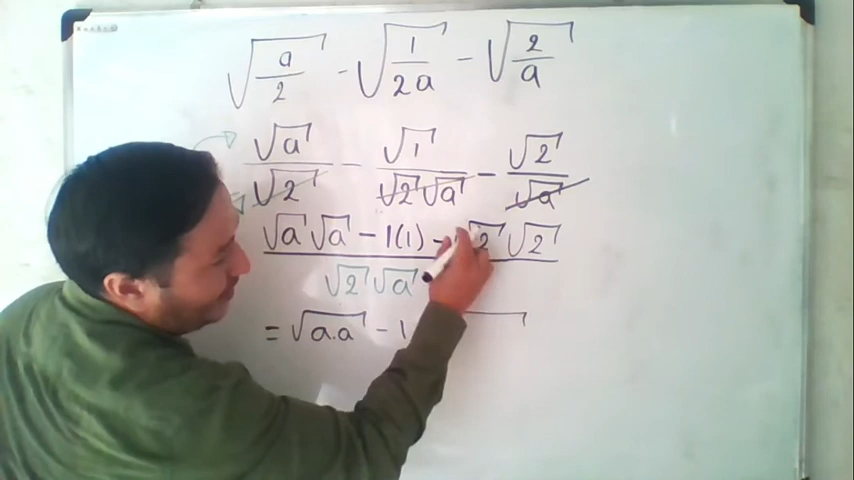 √a/2 - √1/2a - √2/a
√a/√2 - √1/√2√a - √2/√a
√a√a - 1(1) - √2√2
√2√a
= √a.a - 1